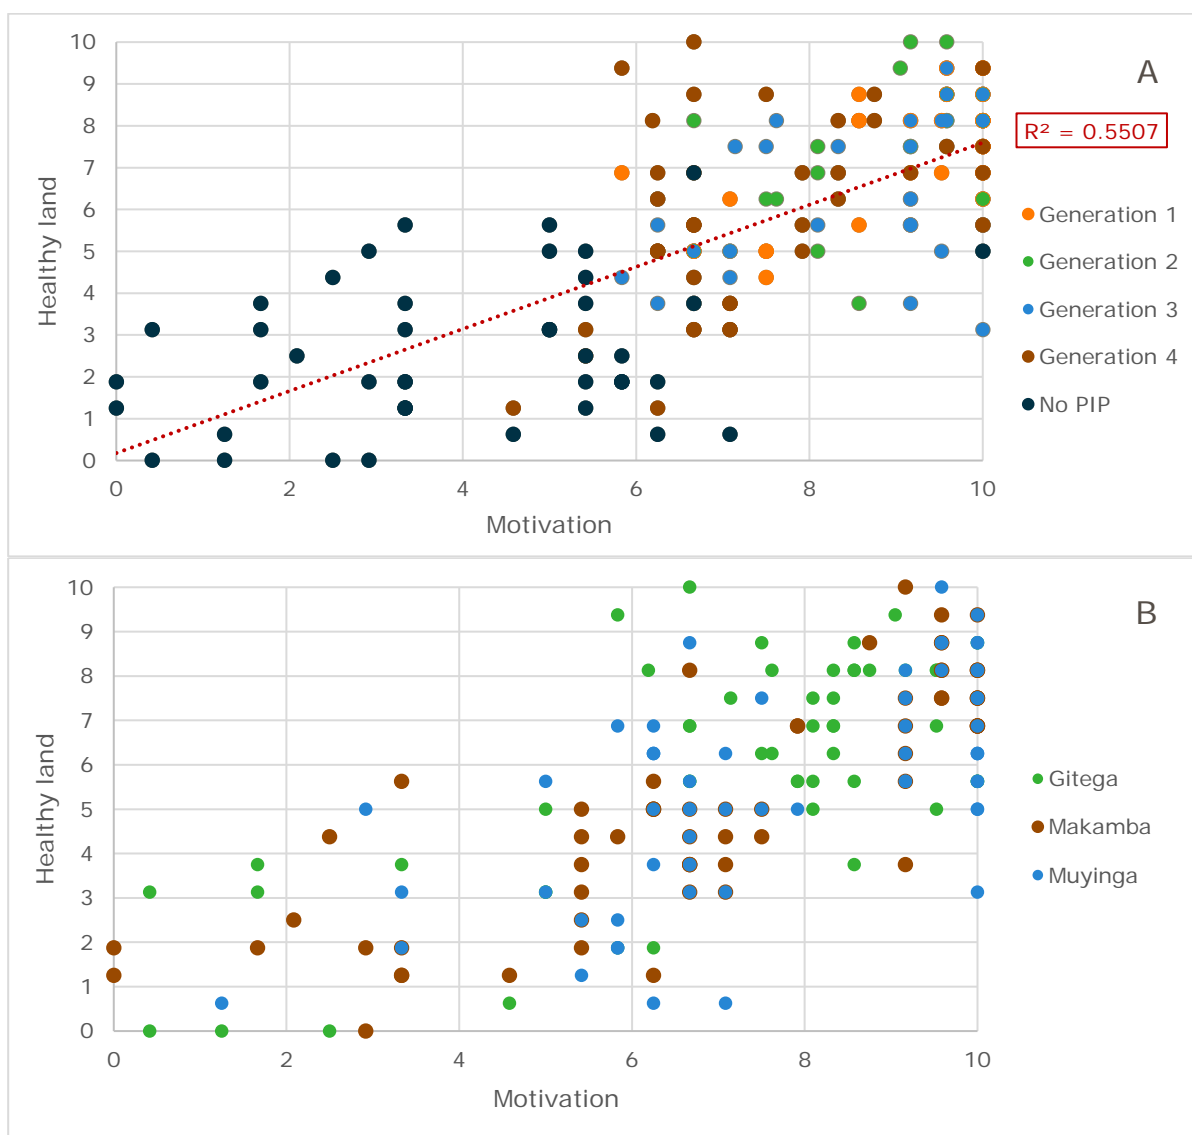 A
10
9
8
7
6
5
4
3
2
1
0
Healthy land
0 2 4 6 8 10
Motivation
R² = 0.5507
Generation 1
Generation 2
Generation 3
Generation 4
No PIP
B
10
9
8
7
6
5
4
3
2
1
0
Healthy land
0 2 4 6 8 10
Motivation
Gitega
Makamba
Muyinga